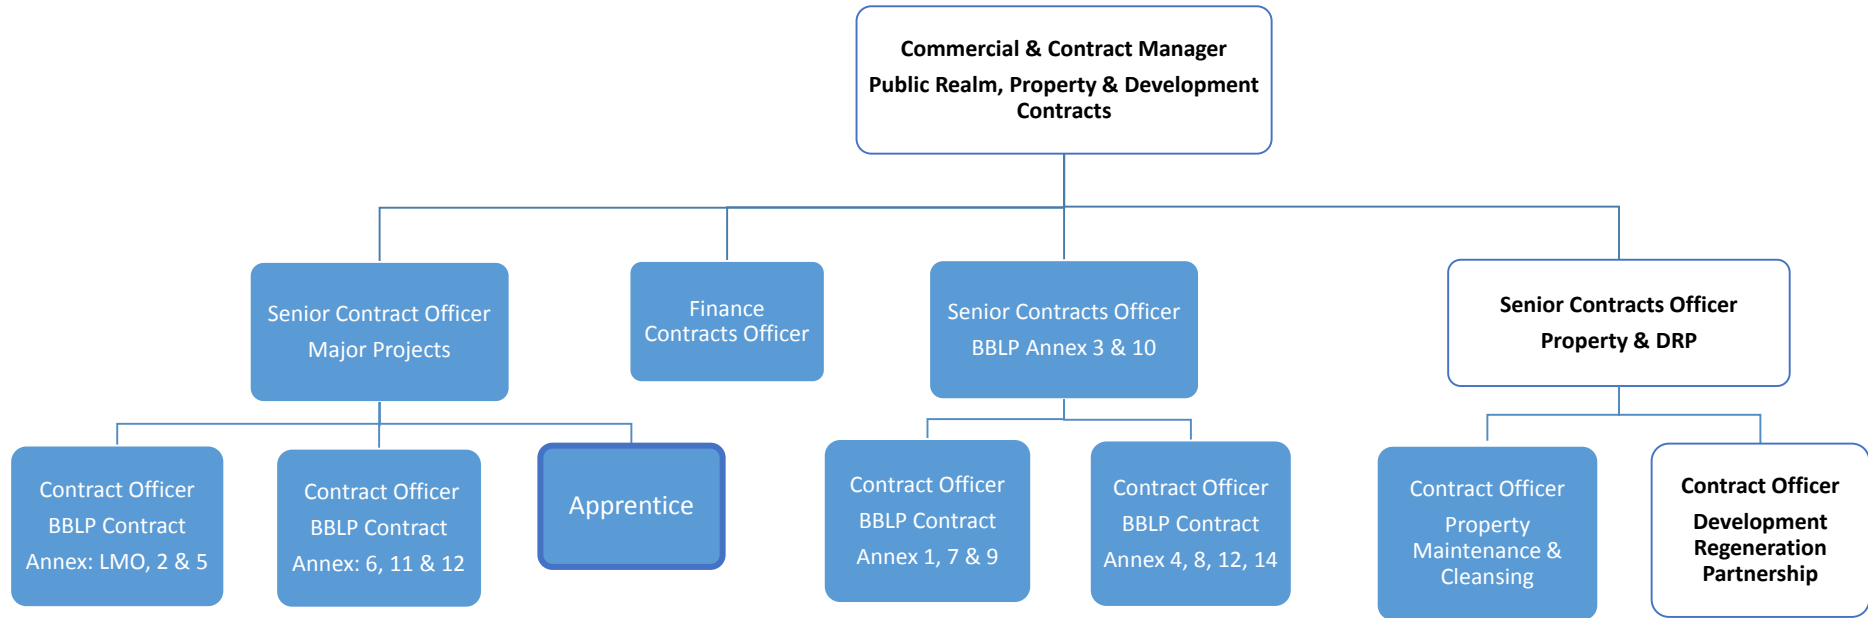 Commercial & Contract Manager
Public Realm, Property & Development
Contracts
Senior Contract Officer
Major Projects
Finance
Contracts Officer
Senior Contracts Officer
BBLP Annex 3 & 10
Senior Contracts Officer
Property & DRP
Contract Officer
BBLP Contract
Annex: LMO, 2 & 5
Contract Officer
BBLP Contract
Annex: 6, 11 & 12
Apprentice
Contract Officer
BBLP Contract
Annex 1, 7 & 9
Contract Officer
BBLP Contract
Annex 4, 8, 12, 14
Contract Officer
Property
Maintenance &
Cleansing
Contract Officer
Development
Regeneration
Partnership